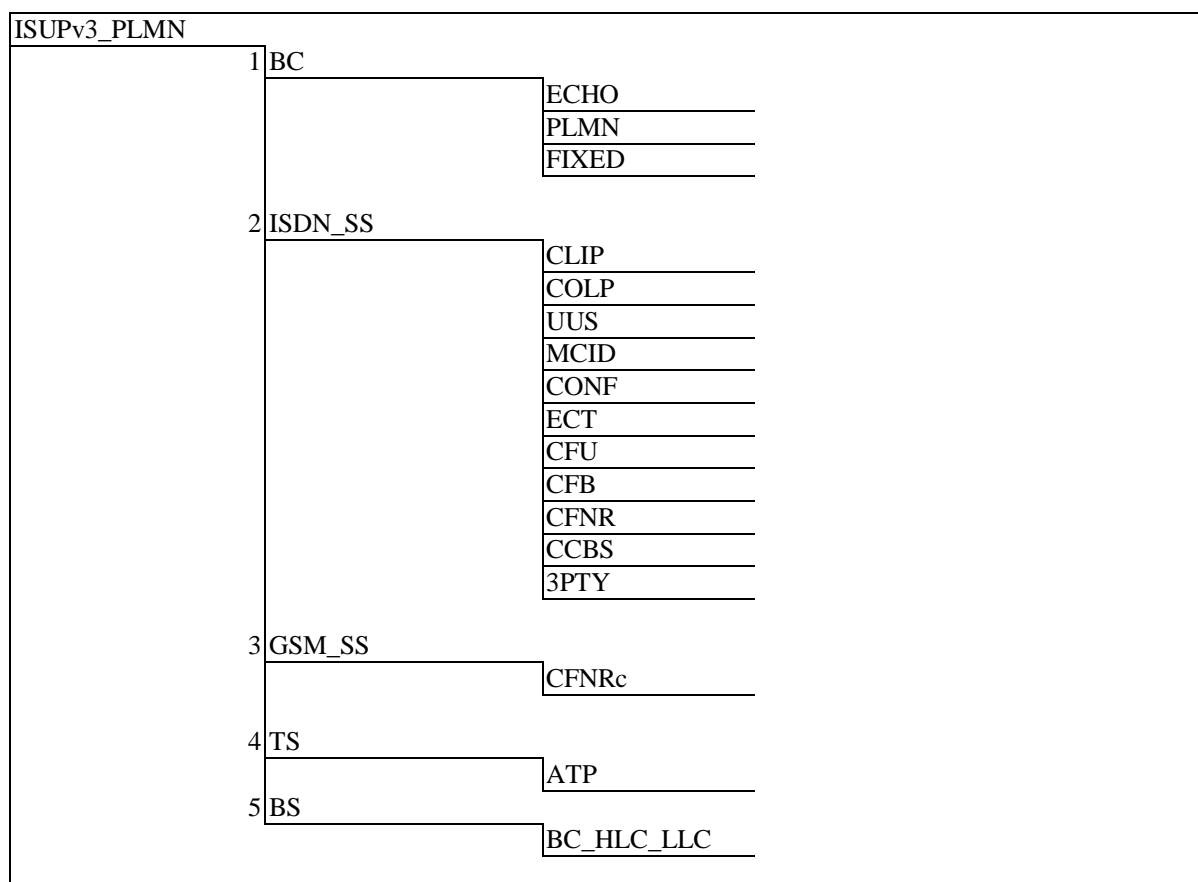 ISUPv3_PLMN
1 BC
ECHO
PLMN
FIXED
2 ISDN_SS
CLIP
COLP
UUS
MCID
CONF
ECT
CFU
CFB
CFNR
CCBS
3PTY
3 GSM_SS
CFNRc
4 TS
ATP
5 BS
BC_HLC_LLC